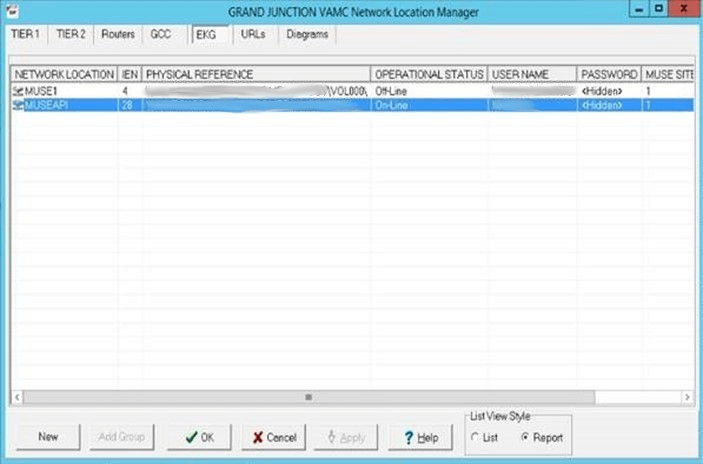 GRAND JUNCTION VAMC Network Location Manager
TIER 1 TIER 2 Routers GCC EKG URLs Diagrams
NETWORK LOCATION IEN PHYSICAL REFERENCE OPERATIONAL STATUS USER NAME PASSWORD MUSE SITE
MUSE1 4 \VOL000\ Off-Line <Hidden> 1
MUSEAPI 28 On-Line <Hidden> 1
List View Style
New Add Group OK Cancel Apply ? Help List Report